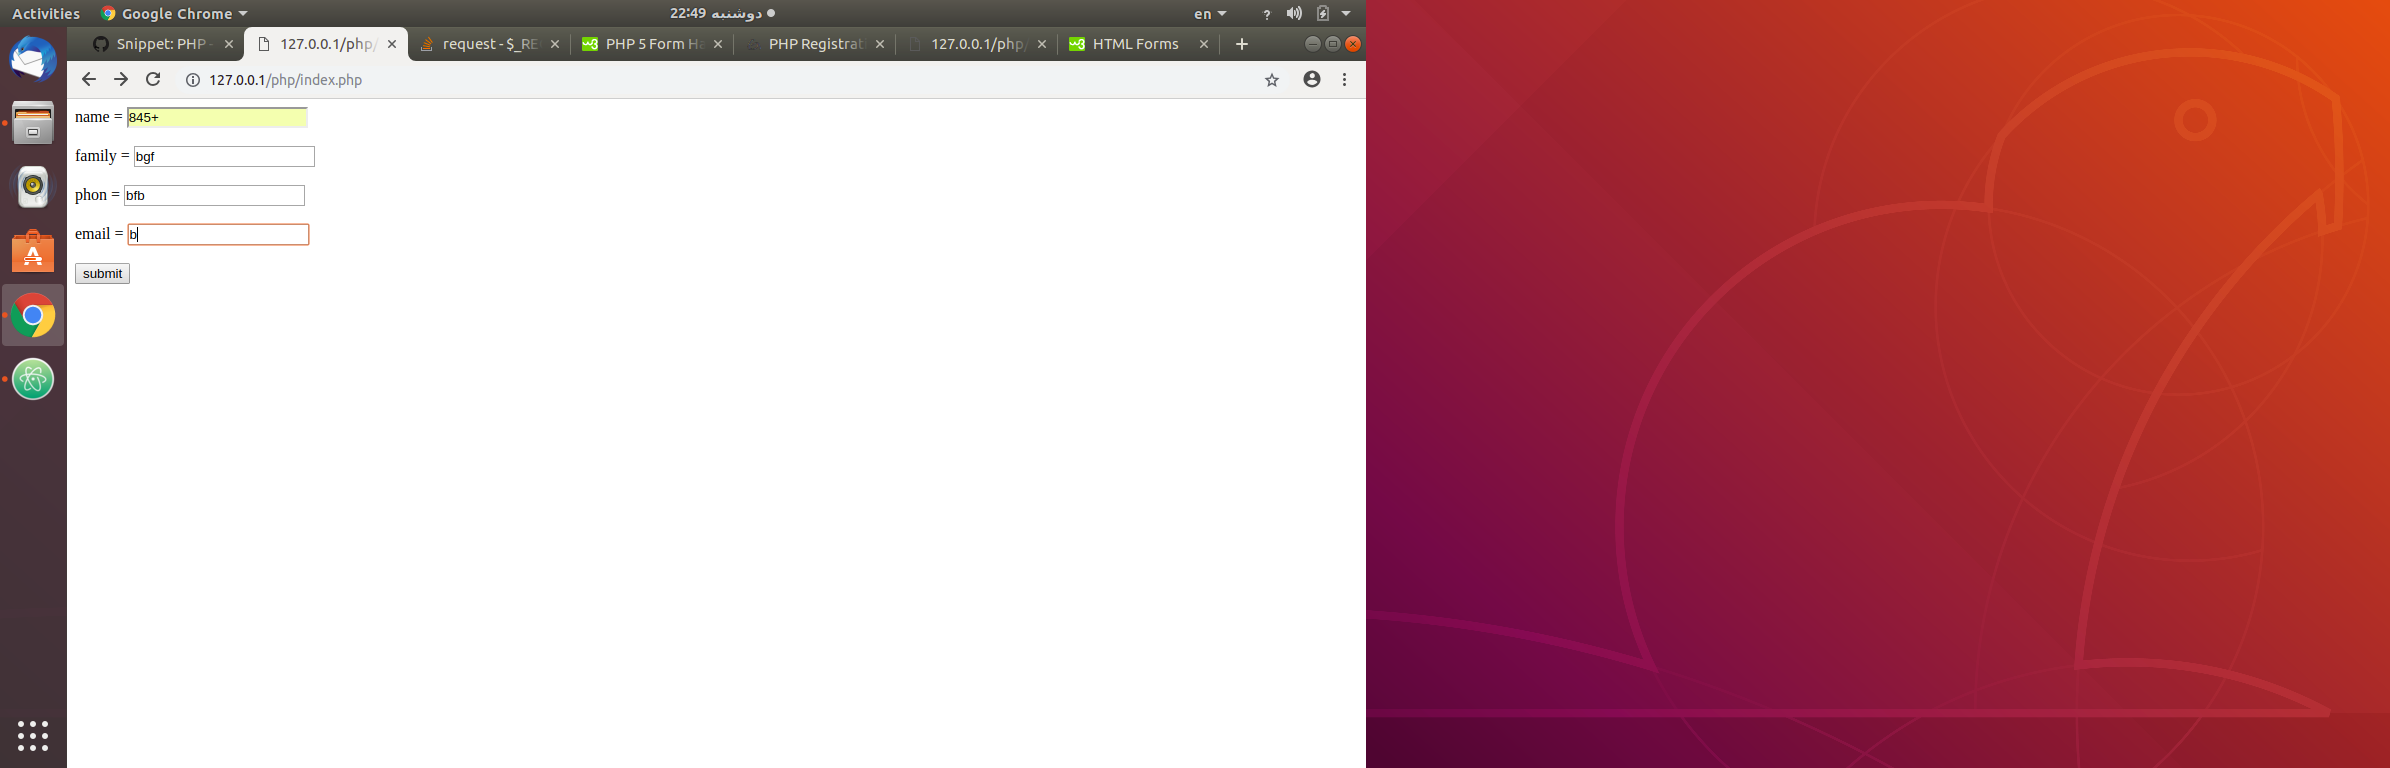 Activities Google Chrome 22:49 دوشنبه en ?
Snippet: PHP - 127.0.0.1/php/ request - $_RE PHP 5 Form Ha PHP Registrat 127.0.0.1/php/ HTML Forms
127.0.0.1/php/index.php
name = 845+
family = bgf
phon = bfb
email = b
submit